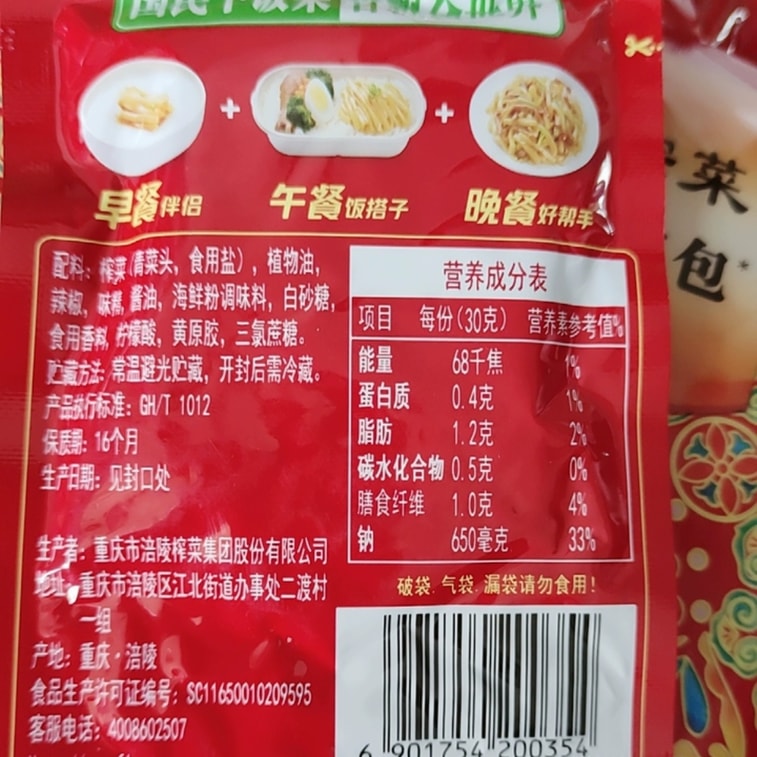 早餐伴侣
午餐饭搭子
晚餐好帮手
菜
包*
配料：榨菜（青菜头，食用盐），植物油，
辣椒，味精，酱油，海鲜粉调味料，白砂糖，
食用香料，柠檬酸，黄原胶，三氯蔗糖。
贮藏方法：常温避光贮藏，开封后需冷藏。
产品执行标准：GH/T 1012
保质期：16个月
生产日期：见封口处
生产者：重庆市涪陵榨菜集团股份有限公司
地址：重庆市涪陵区江北街道办事处二渡村
一组
产地：重庆·涪陵
食品生产许可证编号：SC11650010209595
客服电话：4008602507
营养成分表
项目 每份（30克） 营养素参考值%
能量 68千焦 1%
蛋白质 0.4克 1%
脂肪 1.2克 2%
碳水化合物 0.5克 0%
膳食纤维 1.0克 4%
钠 650毫克 33%
破袔.气袋.漏袋请勿食用！
6 901754 200354